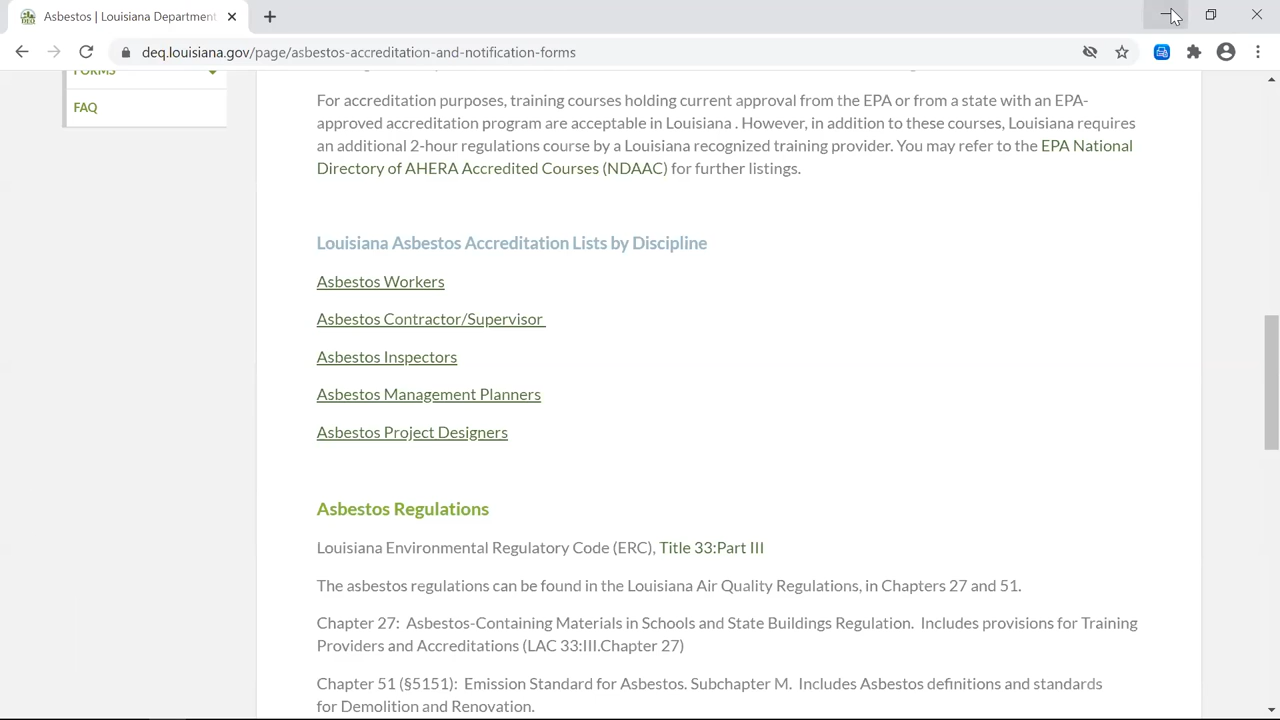 Asbestos | Louisiana Department
deq.louisiana.gov/page/asbestos-accreditation-and-notification-forms
FORMS
FAQ
For accreditation purposes, training courses holding current approval from the EPA or from a state with an EPA-
approved accreditation program are acceptable in Louisiana . However, in addition to these courses, Louisiana requires
an additional 2-hour regulations course by a Louisiana recognized training provider. You may refer to the EPA National
Directory of AHERA Accredited Courses (NDAAC) for further listings.
Louisiana Asbestos Accreditation Lists by Discipline
Asbestos Workers
Asbestos Contractor/Supervisor
Asbestos Inspectors
Asbestos Management Planners
Asbestos Project Designers
Asbestos Regulations
Louisiana Environmental Regulatory Code (ERC), Title 33:Part III
The asbestos regulations can be found in the Louisiana Air Quality Regulations, in Chapters 27 and 51.
Chapter 27:  Asbestos-Containing Materials in Schools and State Buildings Regulation.  Includes provisions for Training
Providers and Accreditations (LAC 33:III.Chapter 27)
Chapter 51 (§5151):  Emission Standard for Asbestos. Subchapter M.  Includes Asbestos definitions and standards
for Demolition and Renovation.